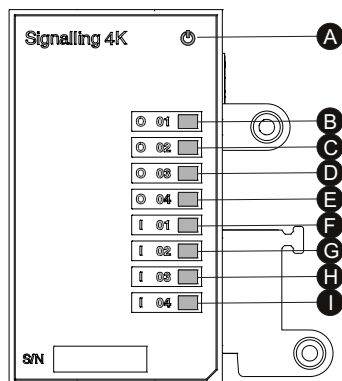 Signalling 4K A
O 01 B
O 02 C
O 03 D
O 04 E
I 01 F
I 02 G
I 03 H
I 04 I
S/N